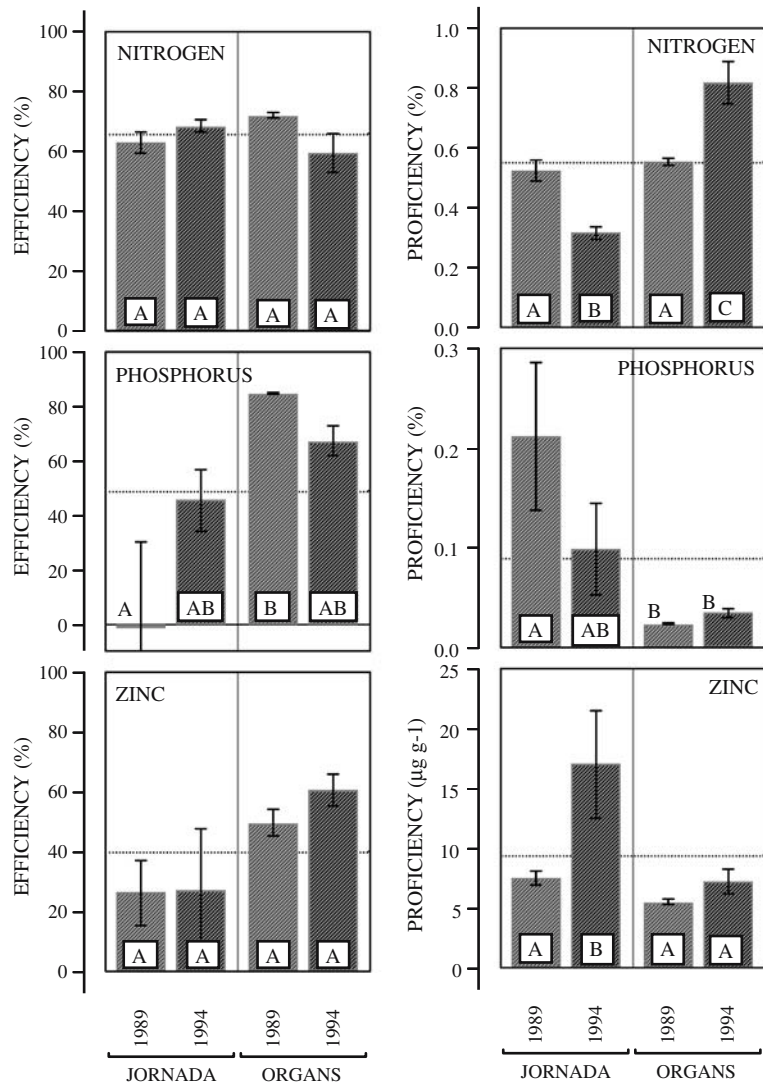 EFFICIENCY (%)
100
80
60
40
20
0
NITROGEN
A
A
A
A
PROFICIENCY (%)
1.0
0.8
0.6
0.4
0.2
0.0
NITROGEN
A
B
A
C
EFFICIENCY (%)
100
80
60
40
20
0
PHOSPHORUS
A
AB
B
AB
PROFICIENCY (%)
0.3
0.2
0.1
0.0
PHOSPHORUS
A
AB
B
B
EFFICIENCY (%)
100
80
60
40
20
0
ZINC
A
A
A
A
PROFICIENCY (µg g-1)
25
20
15
10
5
0
ZINC
A
B
A
A
1989
1994
1989
1994
JORNADA
ORGANS
1989
1994
1989
1994
JORNADA
ORGANS